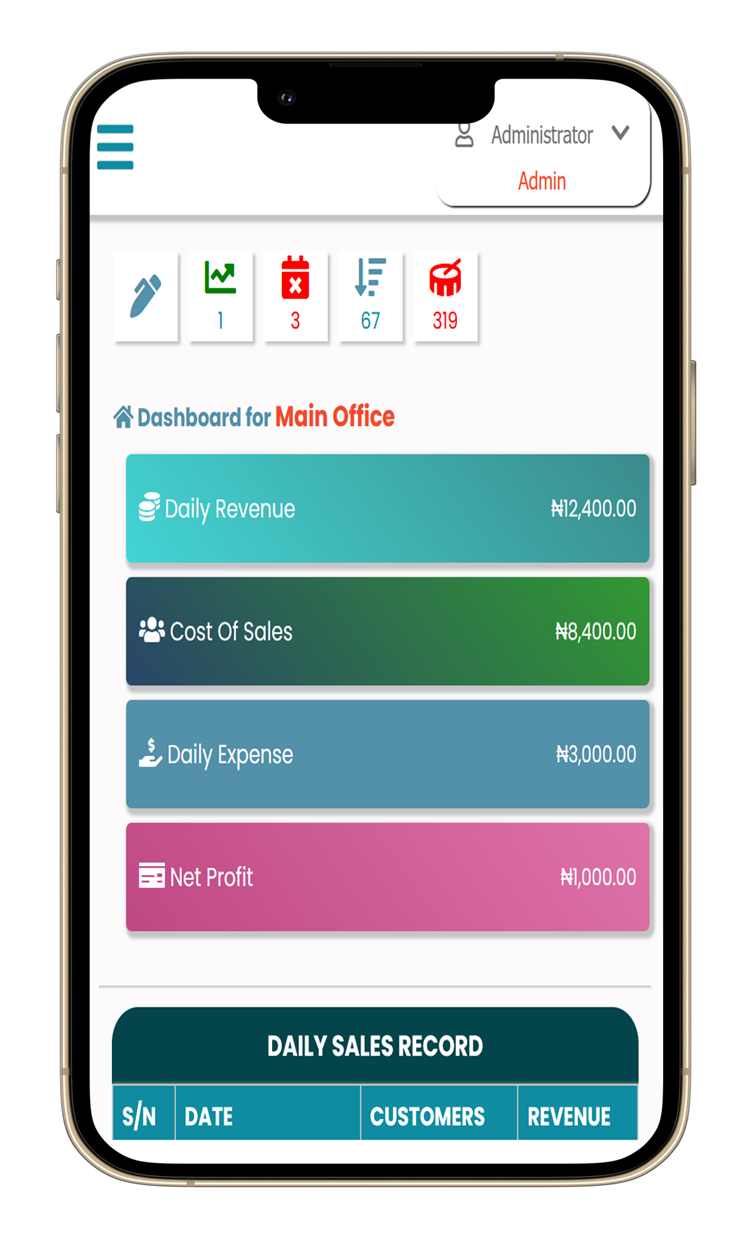 Administrator
Admin
1 3 67 319
Dashboard for Main Office
Daily Revenue ₦12,400.00
Cost Of Sales ₦8,400.00
$
Daily Expense ₦3,000.00
Net Profit ₦1,000.00
DAILY SALES RECORD
S/N DATE CUSTOMERS REVENUE